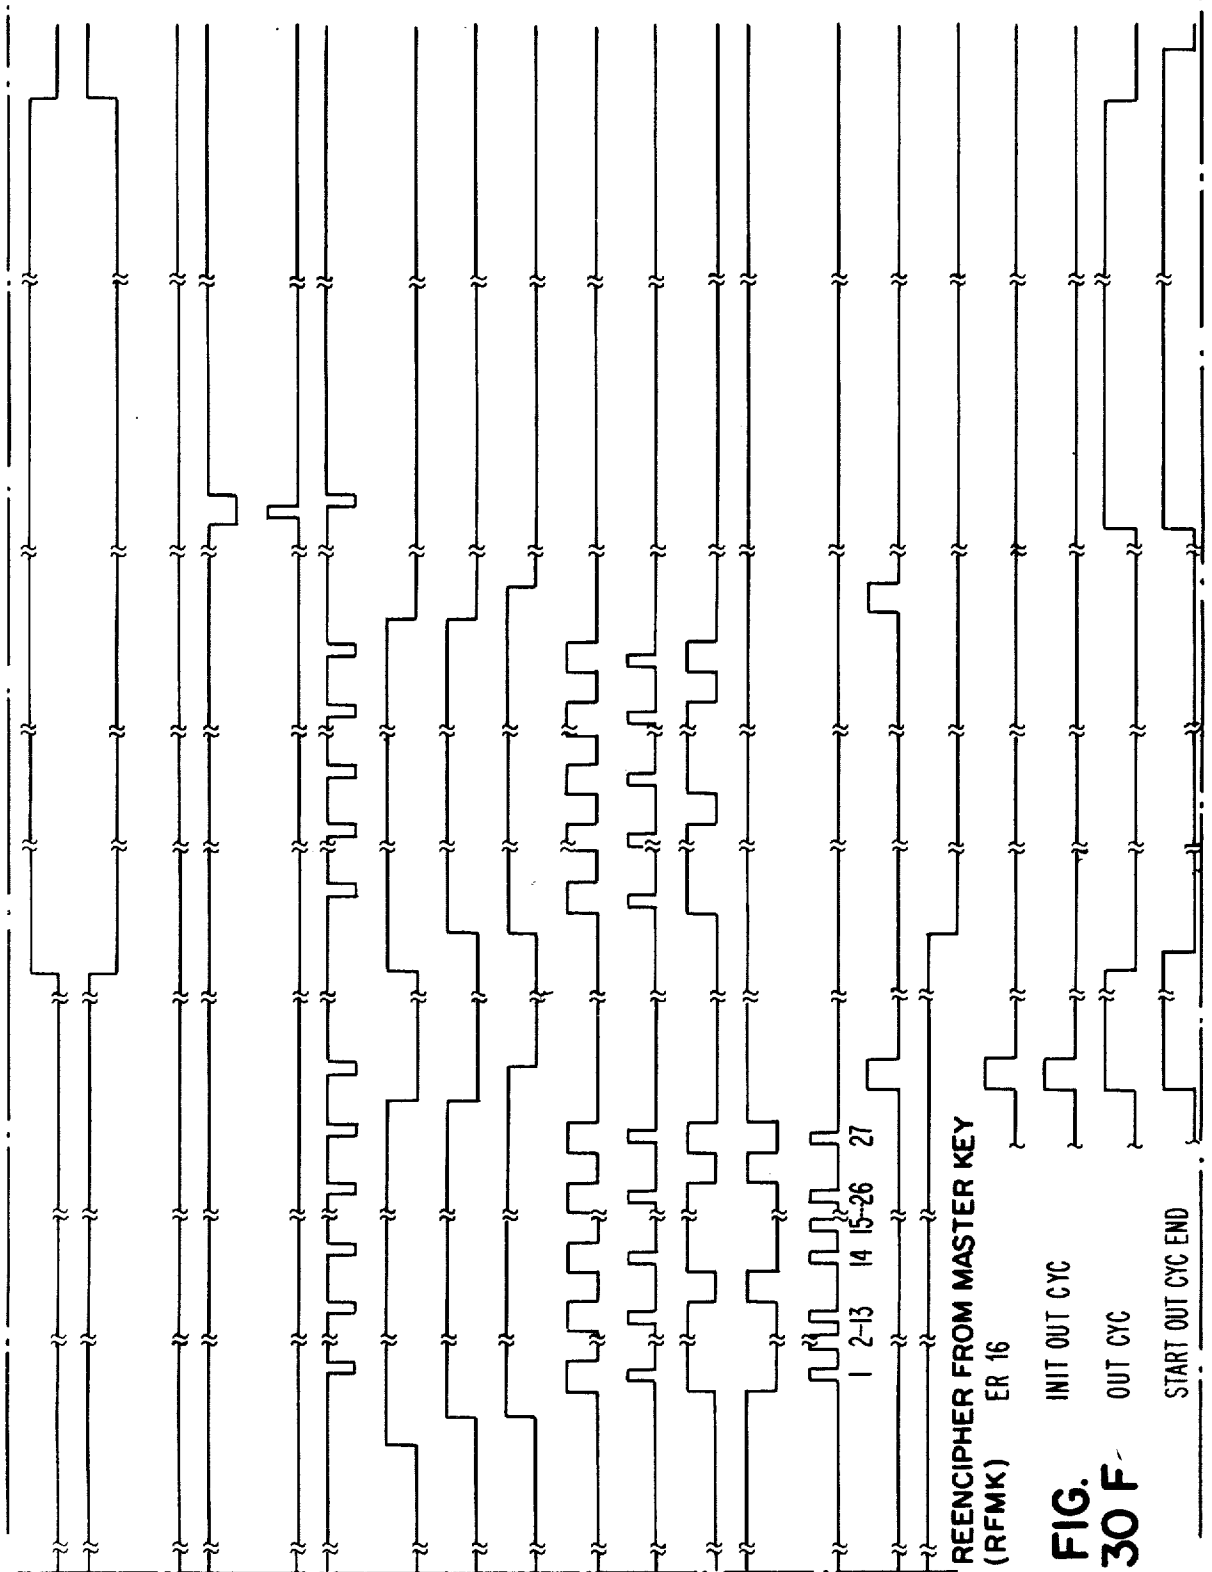 1 2-13 14 15--26 27
REENCIPHER FROM MASTER KEY
(RFMK) ER 16
INIT OUT CYC
OUT CYC
START OUT CYC END
FIG.
30 F